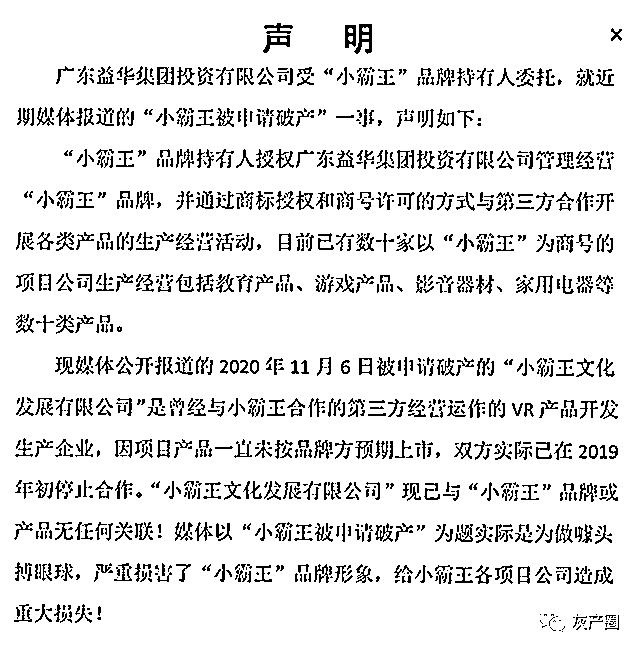 声 明
×
广东益华集团投资有限公司受“小霸王”品牌持有人委托，就近
期媒体报道的“小霸王被申请破产”一事，声明如下：
“小霸王”品牌持有人授权广东益华集团投资有限公司管理经营
“小霸王”品牌，并通过商标授权和商号许可的方式与第三方合作开
展各类产品的生产经营活动，目前已有数十家以“小霸王”为商号的
项目公司生产经营包括教育产品、游戏产品、影音器材、家用电器等
数十类产品。
现媒体公开报道的 2020 年 11 月 6 日被申请破产的“小霸王文化
发展有限公司”是曾经与小霸王合作的第三方经营运作的 VR 产品开发
生产企业，因项目产品一直未按品牌方预期上市，双方实际已在 2019
年初停止合作。“小霸王文化发展有限公司”现已与“小霸王”品牌或
产品无任何关联！媒体以“小霸王被申请破产”为题实际是为做噱头
搏眼球，严重损害了“小霸王”品牌形象，给小霸王各项目公司造成
重大损失！
灰产圈